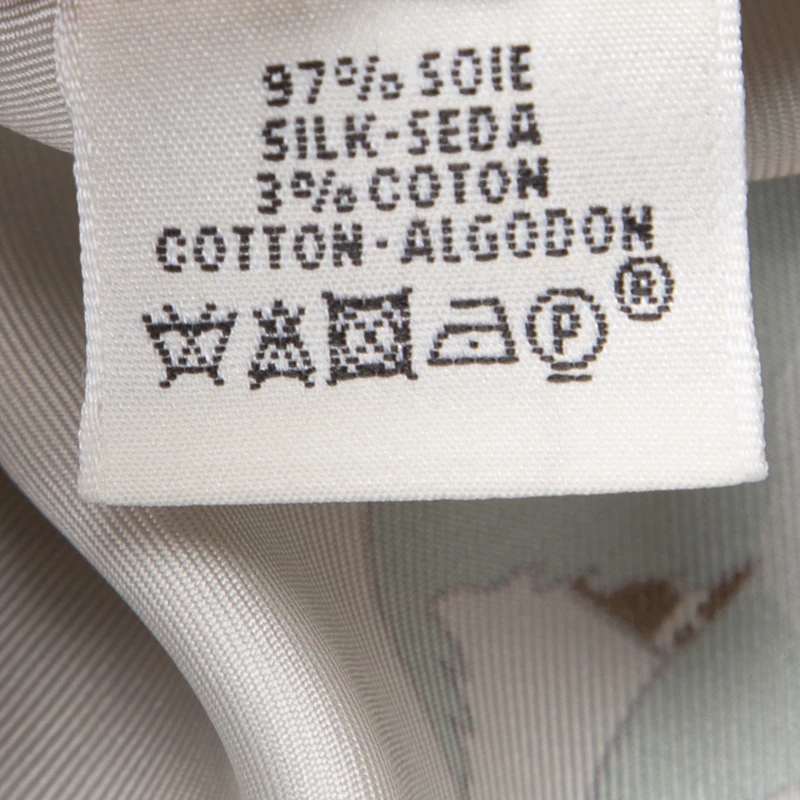 97% SOIE
SILK-SEDA
3% COTON
COTTON-ALGODON
P ®